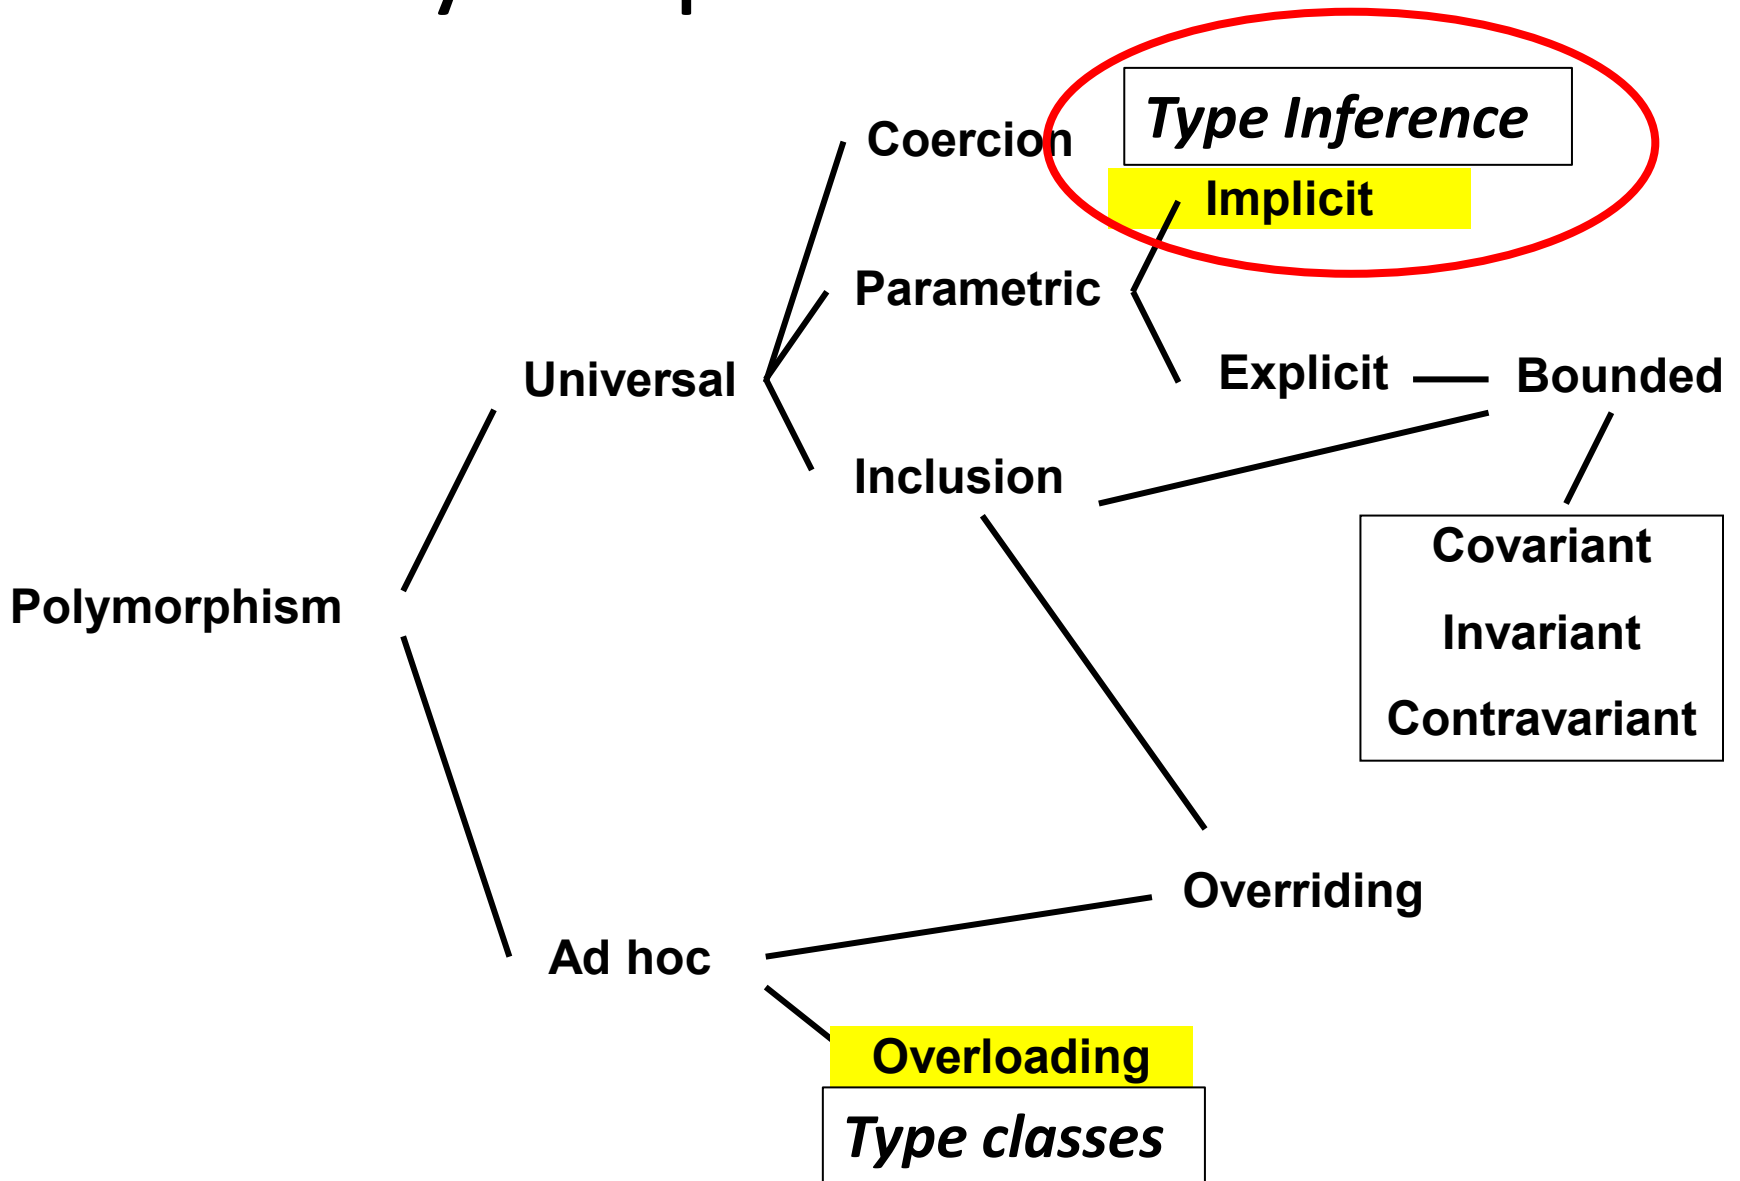 Type Inference
Coercion
Implicit
Parametric
Explicit
Bounded
Universal
Inclusion
Covariant
Invariant
Contravariant
Polymorphism
Overriding
Ad hoc
Overloading
Type classes